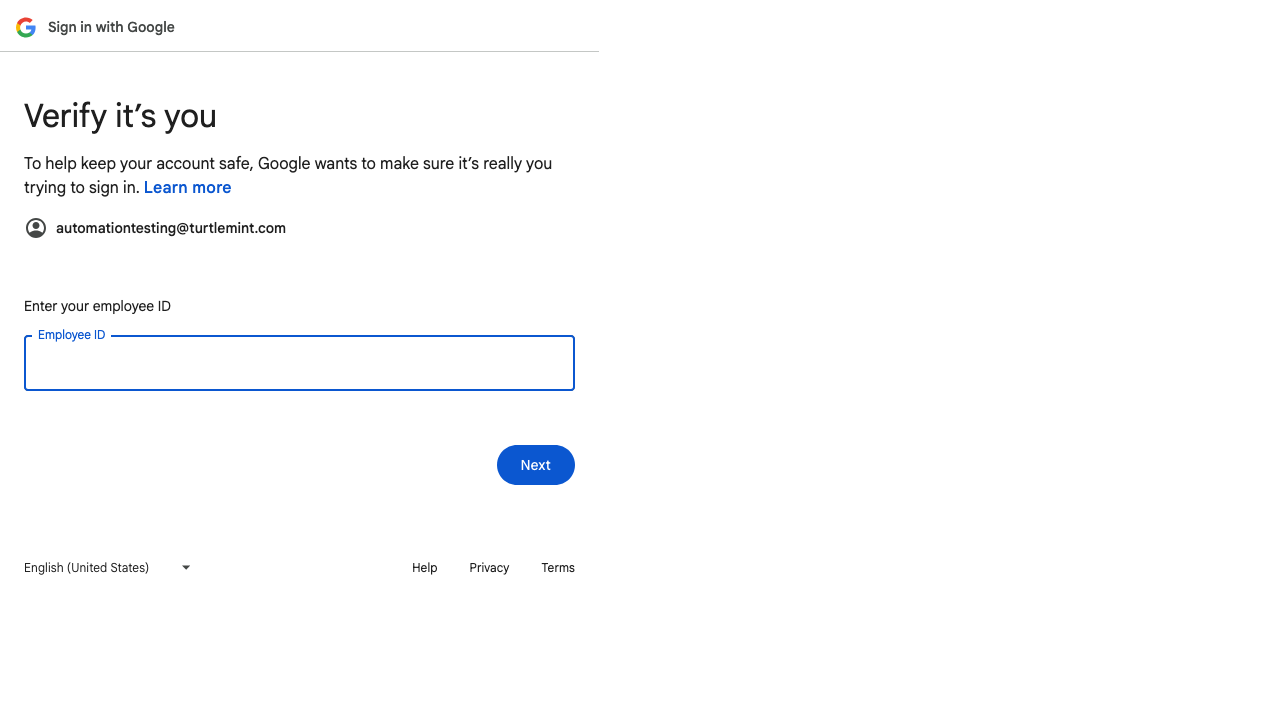 Sign in with Google
Verify it’s you
To help keep your account safe, Google wants to make sure it’s really you
trying to sign in. Learn more
automationtesting@turtlemint.com
Enter your employee ID
Employee ID
Next
English (United States)
Help
Privacy
Terms